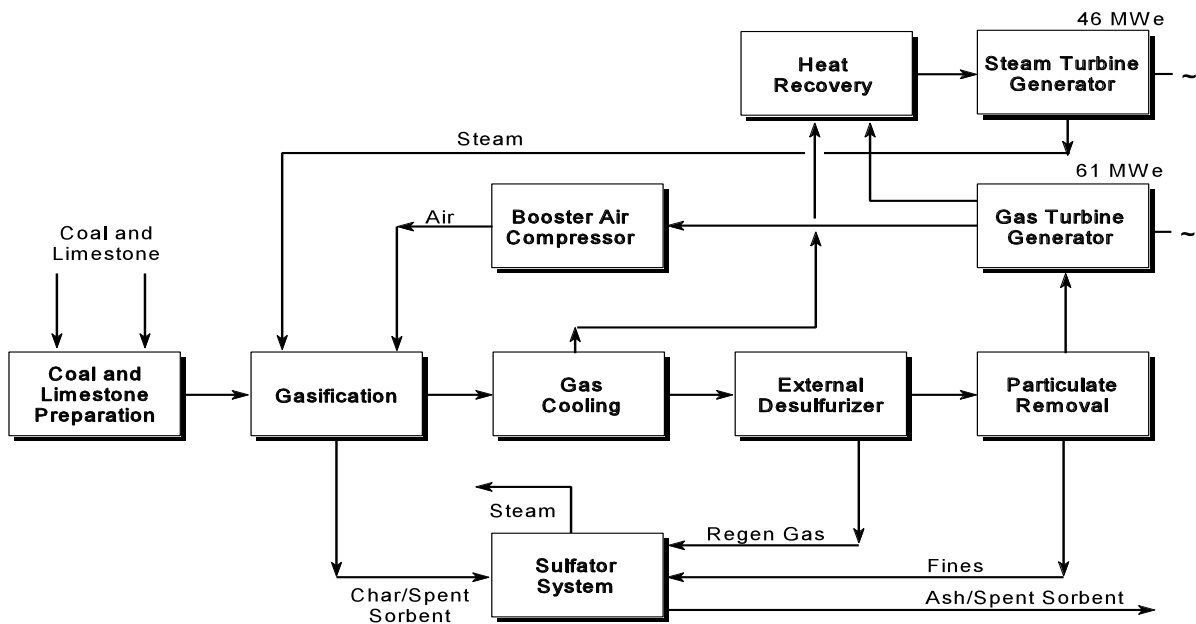 46 MWe
Heat
Recovery
Steam Turbine
Generator
~
Steam
61 MWe
Air
Booster Air
Compressor
Gas Turbine
Generator
~
Coal and
Limestone
Coal and
Limestone
Preparation
Gasification
Gas
Cooling
External
Desulfurizer
Particulate
Removal
Steam
Regen Gas
Sulfator
System
Fines
Char/Spent
Sorbent
Ash/Spent Sorbent